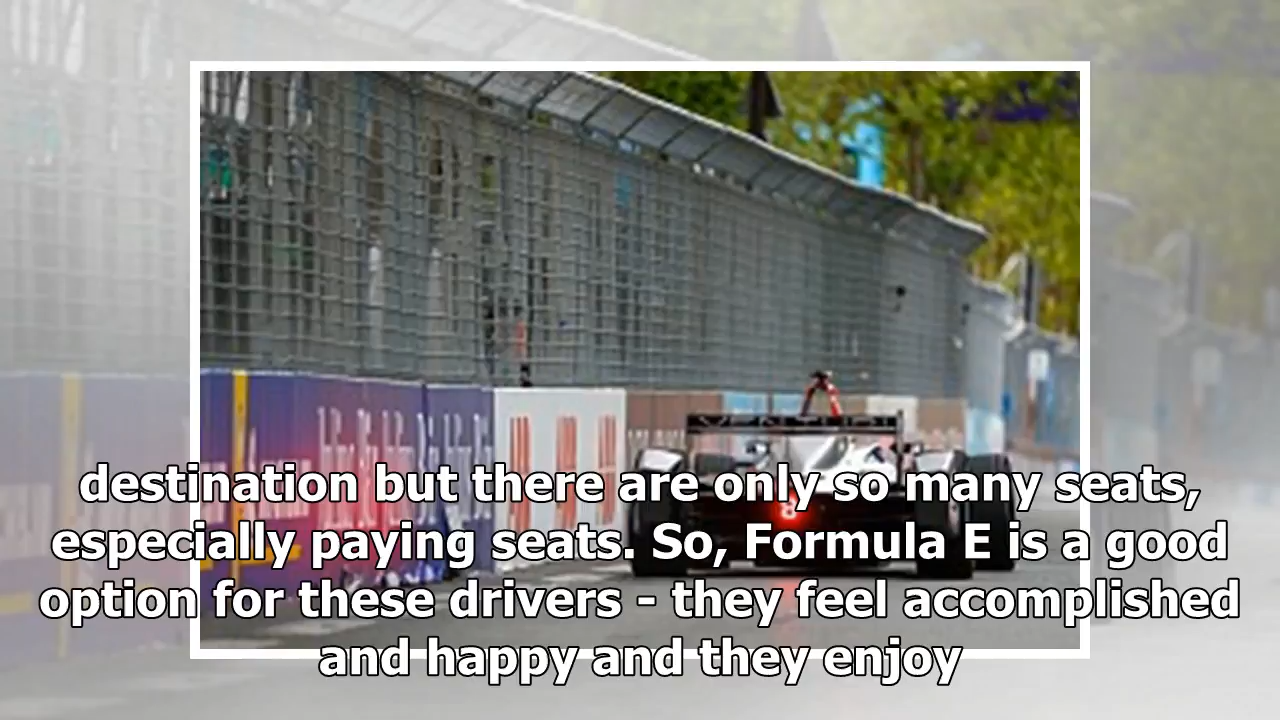 VENTURI
destination but there are only so many seats,
especially paying seats. So, Formula E is a good
option for these drivers - they feel accomplished
and happy and they enjoy